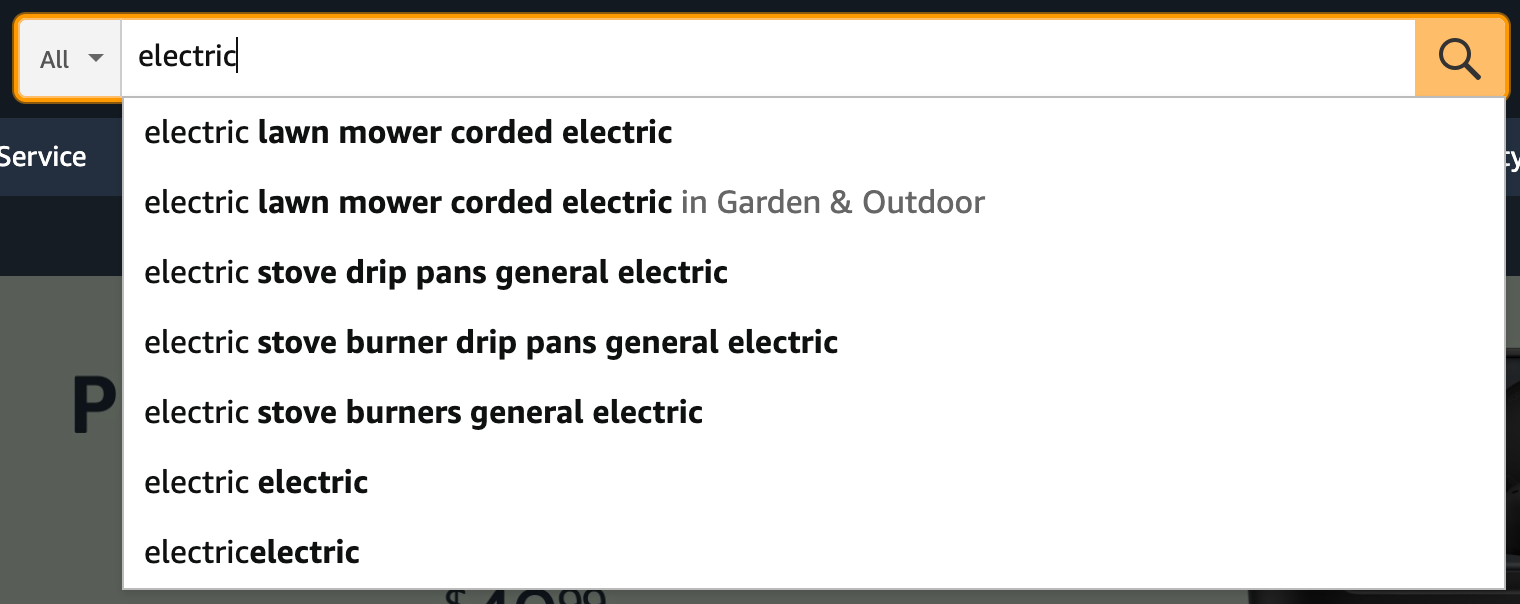 All electric
electric lawn mower corded electric
Service
electric lawn mower corded electric in Garden & Outdoor
electric stove drip pans general electric
electric stove burner drip pans general electric
P
electric stove burners general electric
electric electric
electricelectric